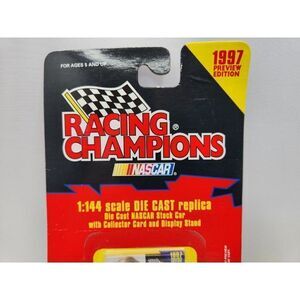 FOR AGES 5 AND UP
1997
PREVIEW
EDITION
RACING
CHAMPIONS®
NASCAR
1:144 scale DIE CAST replica
Die Cast NASCAR Stock Car
with Collector Card and Display Stand
1997